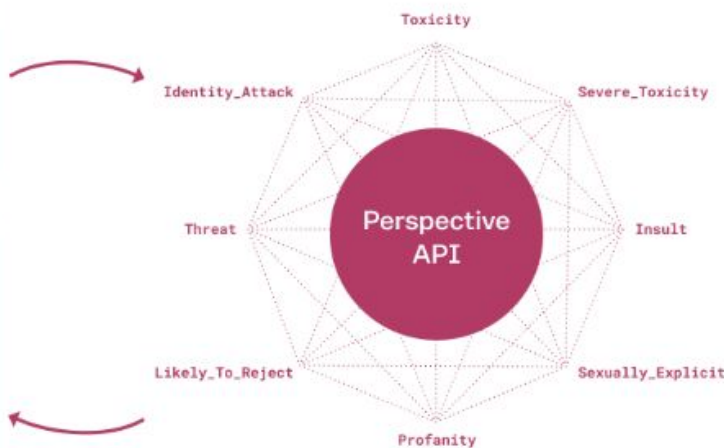 Toxicity
Identity_Attack
Severe_Toxicity
Perspective
API
Threat
Insult
Likely_To_Reject
Sexually_Explicit
Profanity